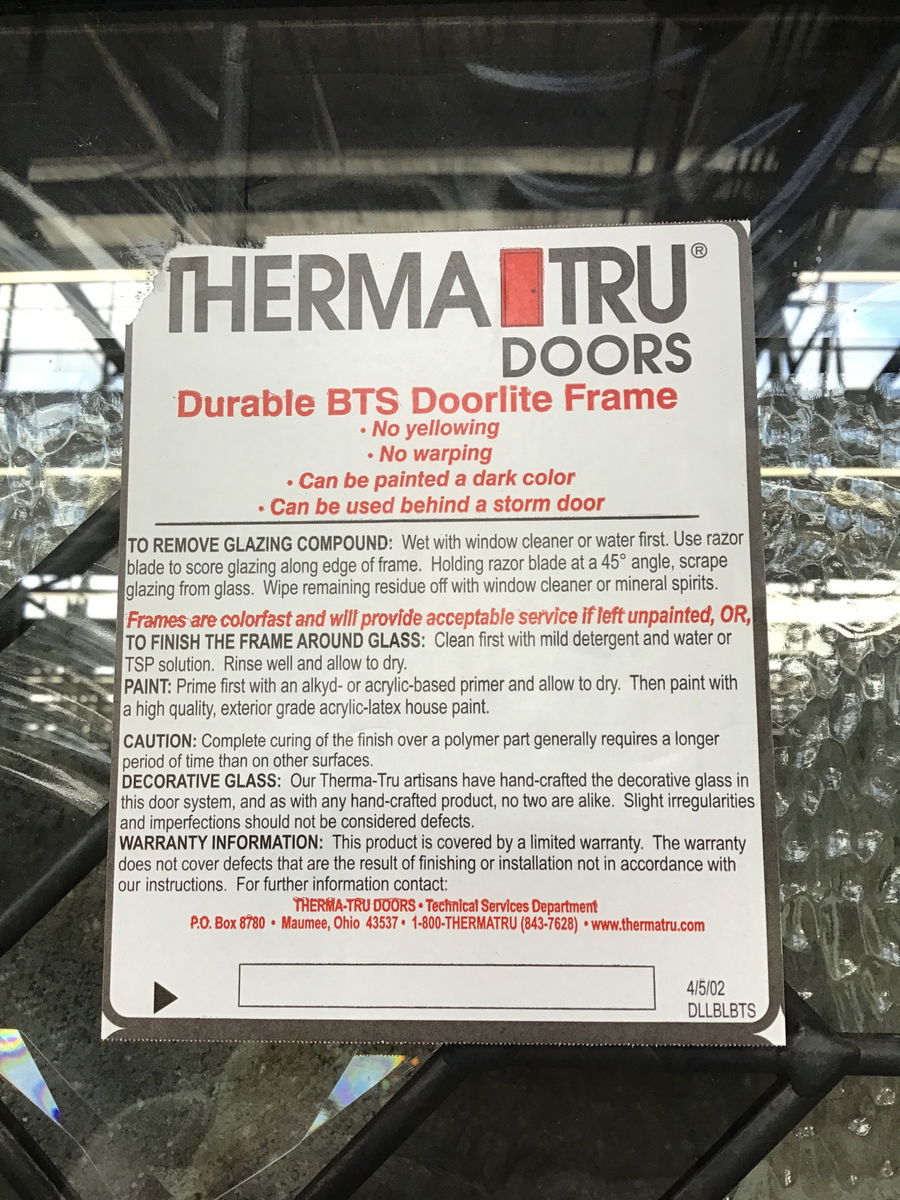 THERMA TRU®
DOORS
Durable BTS Doorlite Frame
• No yellowing
• No warping
• Can be painted a dark color
• Can be used behind a storm door
TO REMOVE GLAZING COMPOUND: Wet with window cleaner or water first. Use razor
blade to score glazing along edge of frame. Holding razor blade at a 45° angle, scrape
glazing from glass. Wipe remaining residue off with window cleaner or mineral spirits.
Frames are colorfast and will provide acceptable service if left unpainted, OR,
TO FINISH THE FRAME AROUND GLASS: Clean first with mild detergent and water or
TSP solution. Rinse well and allow to dry.
PAINT: Prime first with an alkyd- or acrylic-based primer and allow to dry. Then paint with
a high quality, exterior grade acrylic-latex house paint.
CAUTION: Complete curing of the finish over a polymer part generally requires a longer
period of time than on other surfaces.
DECORATIVE GLASS: Our Therma-Tru artisans have hand-crafted the decorative glass in
this door system, and as with any hand-crafted product, no two are alike. Slight irregularities
and imperfections should not be considered defects.
WARRANTY INFORMATION: This product is covered by a limited warranty. The warranty
does not cover defects that are the result of finishing or installation not in accordance with
our instructions. For further information contact:
THERMA-TRU DOORS • Technical Services Department
P.O. Box 8780 • Maumee, Ohio 43537 • 1-800-THERMATRU (843-7628) • www.thermatru.com
4/5/02
DLLBLBTS